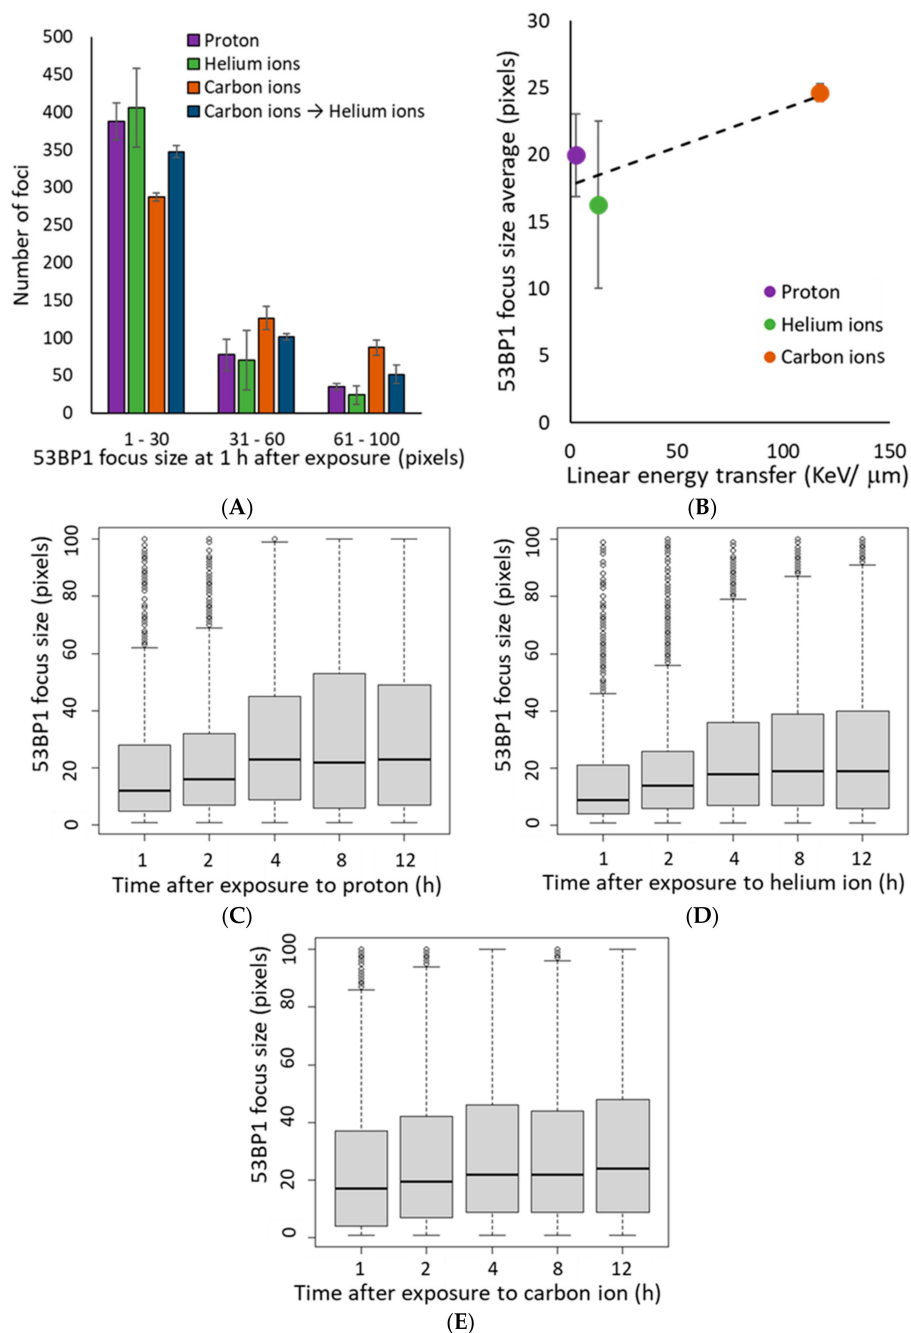 500
450
400
350
300
250
200
150
100
50
0
Number of foci
Proton
Helium ions
Carbon ions
Carbon ions → Helium ions
1 - 30
31 - 60
61 - 100
53BP1 focus size at 1 h after exposure (pixels)
(A)
30
25
20
15
10
5
0
53BP1 focus size average (pixels)
Proton
Helium ions
Carbon ions
0
50
100
150
Linear energy transfer (KeV/ μm)
(B)
100
80
60
40
20
0
53BP1 focus size (pixels)
1
2
4
8
12
Time after exposure to proton (h)
(C)
100
80
60
40
20
0
53BP1 focus size (pixels)
1
2
4
8
12
Time after exposure to helium ion (h)
(D)
100
80
60
40
20
0
53BP1 focus size (pixels)
1
2
4
8
12
Time after exposure to carbon ion (h)
(E)